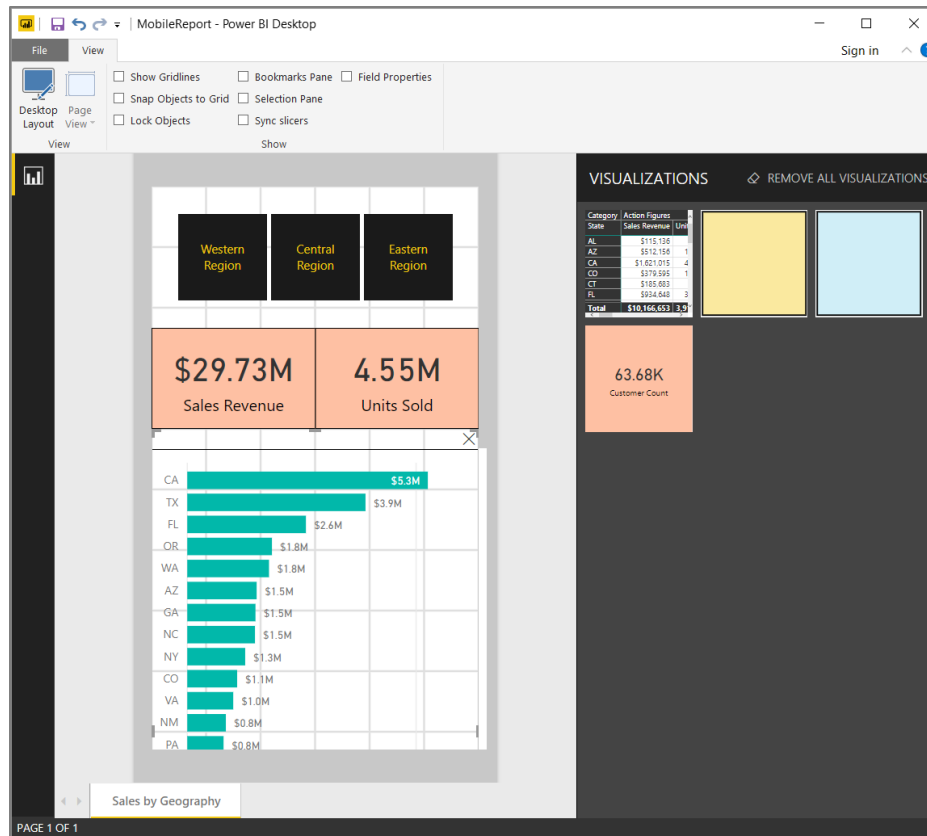 MobileReport - Power BI Desktop
File View Sign in
Show Gridlines Bookmarks Pane Field Properties
Snap Objects to Grid Selection Pane
Lock Objects Sync slicers
Desktop Layout
Page View
View Show
VISUALIZATIONS REMOVE ALL VISUALIZATIONS
Western Region
Central Region
Eastern Region
Category Action Figures
State Sales Revenue
AL $115,136
AZ $512,156 1
CA $1,621,015 4
CO $379,595 1
CT $185,683
FL $934,648 3
Total $10,166,653 3,9
63.68K
Customer Count
$29.73M
Sales Revenue
4.55M
Units Sold
CA $5.3M
TX $3.9M
FL $2.6M
OR $1.8M
WA $1.8M
AZ $1.5M
GA $1.5M
NC $1.5M
NY $1.3M
CO $1.1M
VA $1.0M
NM $0.8M
PA $0.8M
Sales by Geography
PAGE 1 OF 1